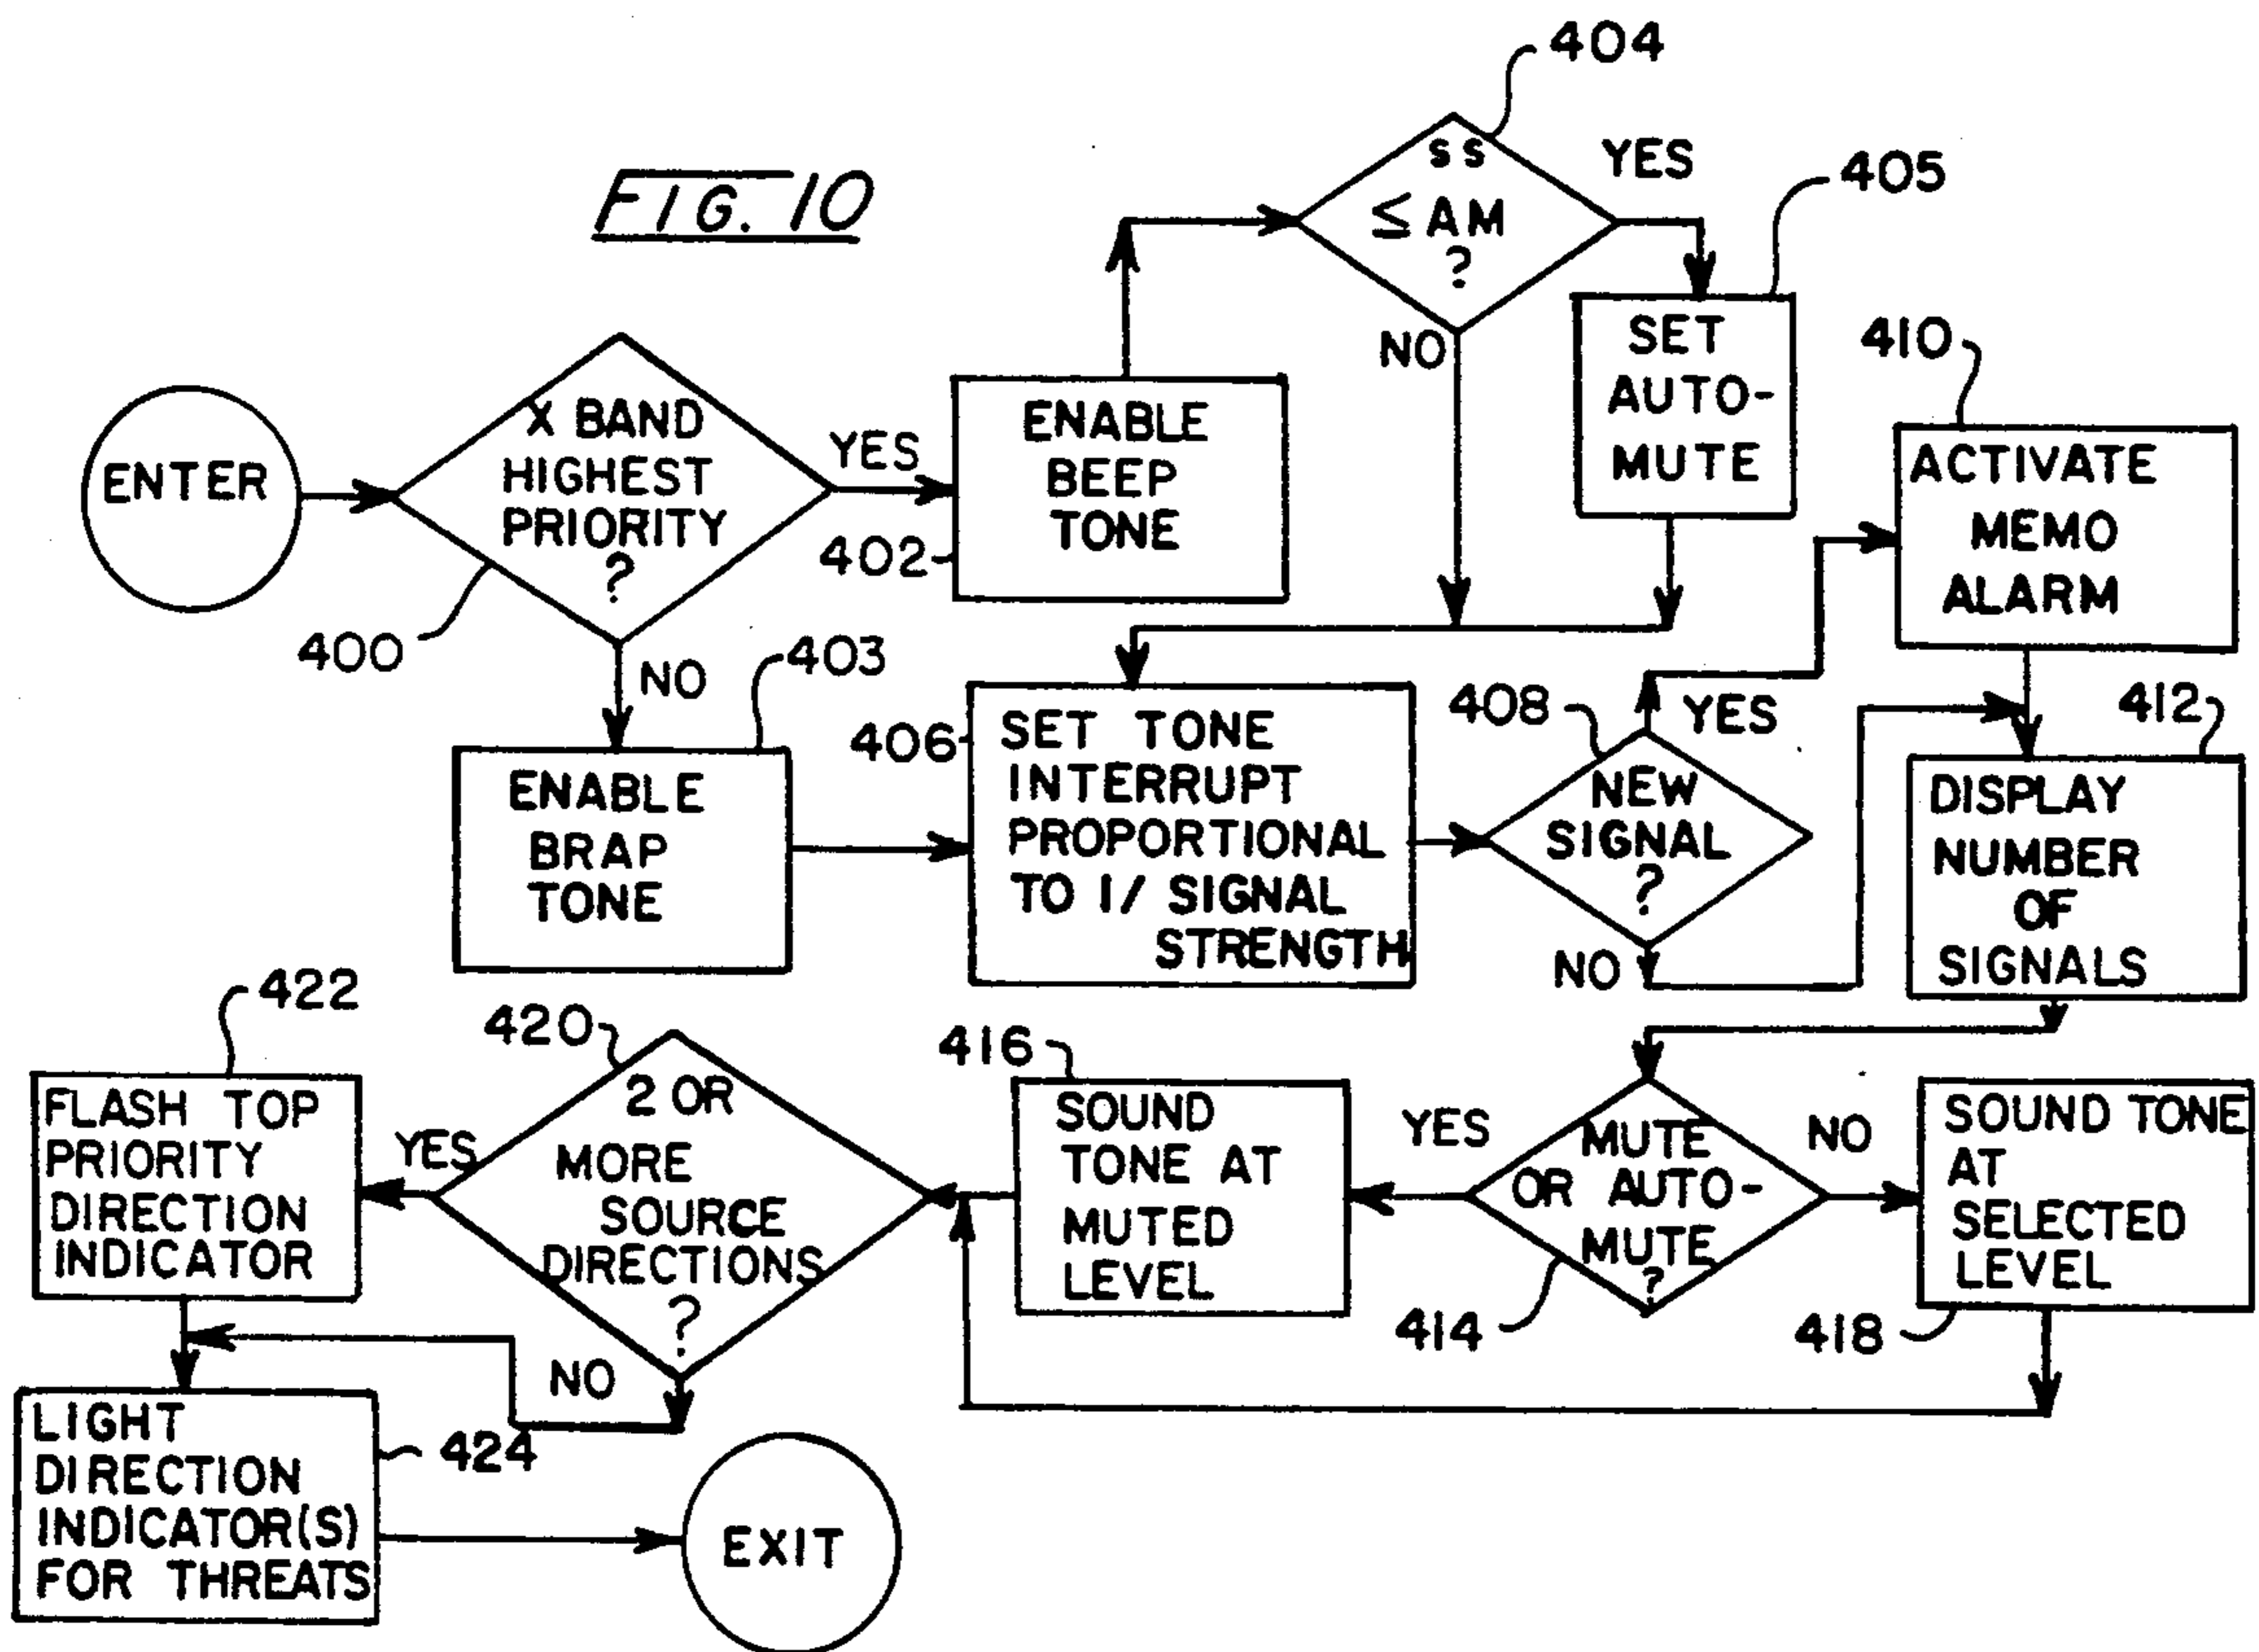 FIG. 10
404
SS
≤ AM
?
YES
NO
405
SET
AUTO-
MUTE
ENTER
X BAND
HIGHEST
PRIORITY
?
400
YES
NO
402
ENABLE
BEEP
TONE
403
ENABLE
BRAP
TONE
406
SET TONE
INTERRUPT
PROPORTIONAL
TO 1/ SIGNAL
STRENGTH
408
NEW
SIGNAL
?
YES
NO
410
ACTIVATE
MEMO
ALARM
412
DISPLAY
NUMBER
OF
SIGNALS
414
MUTE
OR AUTO-
MUTE
?
YES
NO
416
SOUND
TONE AT
MUTED
LEVEL
418
SOUND TONE
AT
SELECTED
LEVEL
420
2 OR
MORE
SOURCE
DIRECTIONS
?
YES
NO
422
FLASH TOP
PRIORITY
DIRECTION
INDICATOR
424
LIGHT
DIRECTION
INDICATOR(S)
FOR THREATS
EXIT